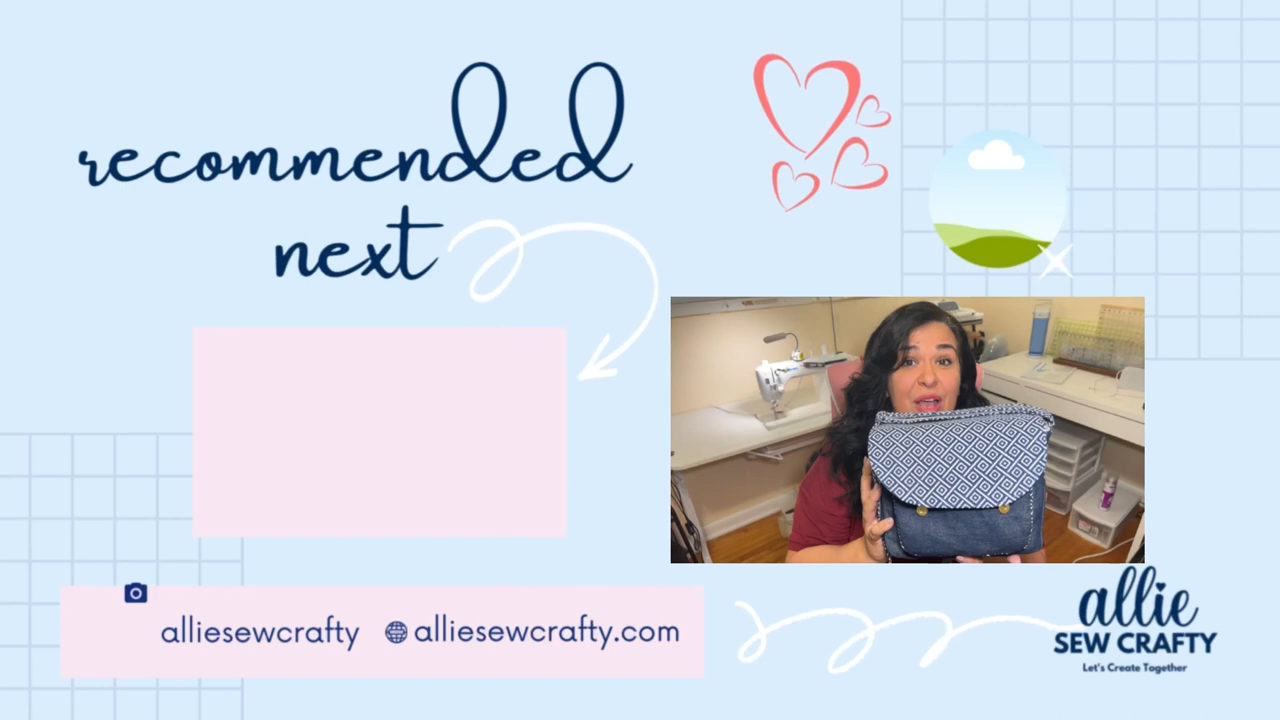 recommended
next
alliesewcrafty alliesewcrafty.com
allie
SEW CRAFTY
Let's Create Together